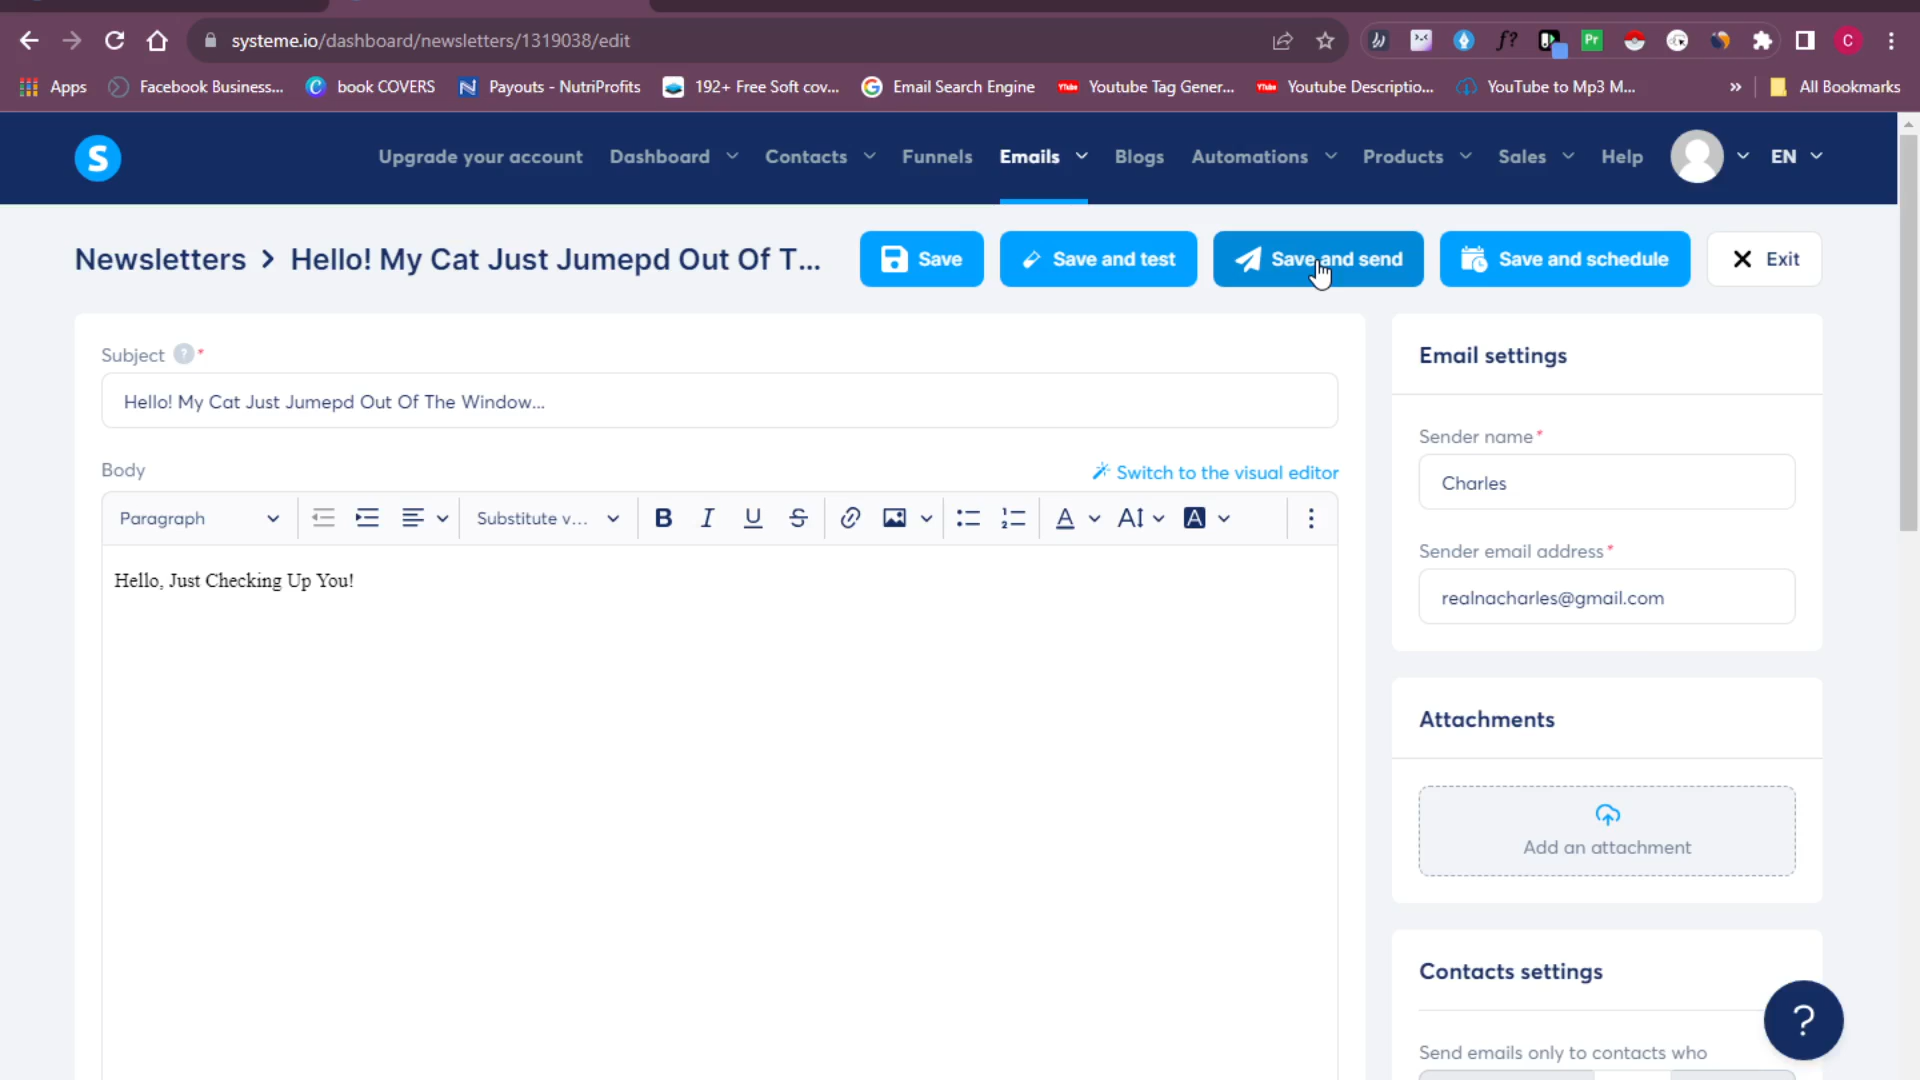 systeme.io/dashboard/newsletters/1319038/edit
Apps Facebook Business... book COVERS Payouts - NutriProfits 192+ Free Soft cov... Email Search Engine Youtube Tag Gener... Youtube Descriptio... YouTube to Mp3 M... » All Bookmarks
Upgrade your account Dashboard Contacts Funnels Emails Blogs Automations Products Sales Help EN
Newsletters > Hello! My Cat Just Jumepd Out Of T... Save Save and test Save and send Save and schedule Exit
Subject ? *
Hello! My Cat Just Jumepd Out Of The Window...
Body Switch to the visual editor
Paragraph Substitute v... B I U S
Hello, Just Checking Up You!
Email settings
Sender name *
Charles
Sender email address *
realnacharles@gmail.com
Attachments
Add an attachment
Contacts settings
Send emails only to contacts who
?